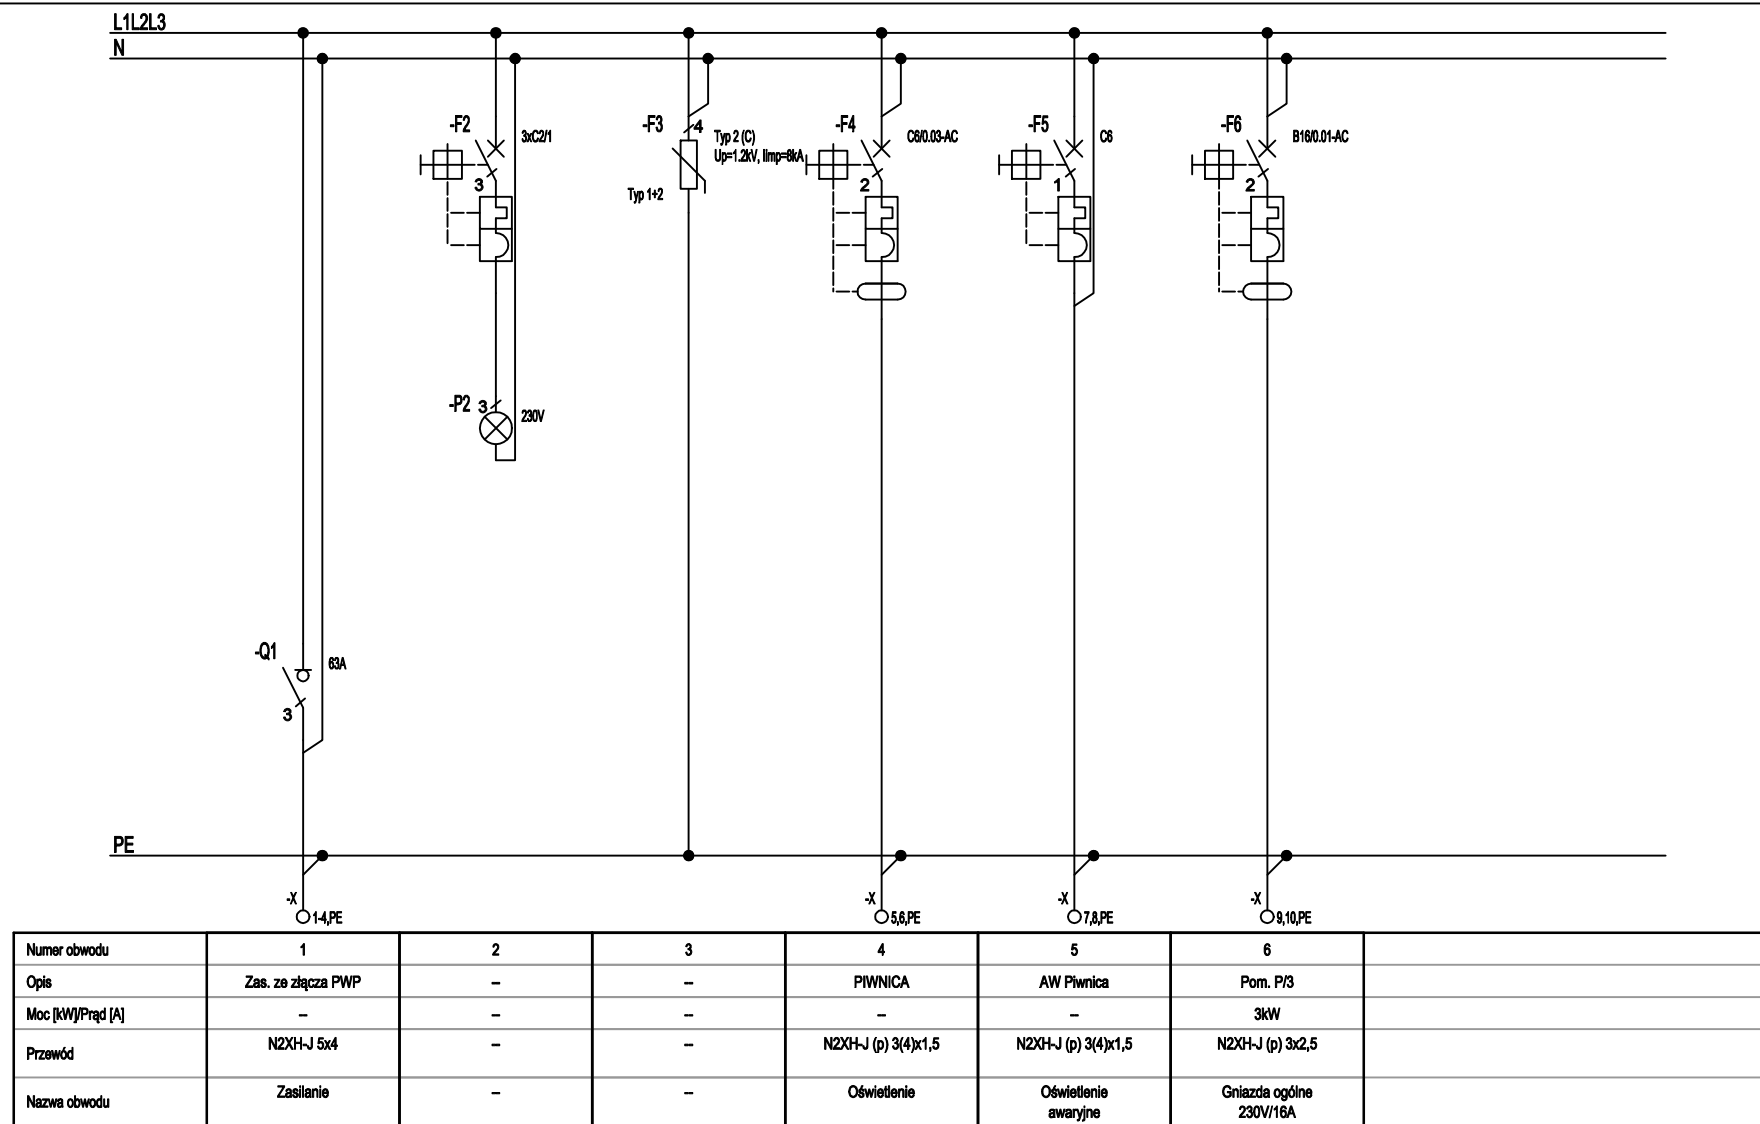 L1L2L3
N
-F2
3xC2/1
3
-F3
4
Typ 2 (C)
Up=1.2kV, Iimp=8kA
Typ 1+2
-F4
C6/0.03-AC
2
-F5
C6
1
-F6
B16/0.01-AC
2
-P2
3
230V
-Q1
63A
3
PE
-X
1-4,PE
-X
5,6,PE
-X
7,8,PE
-X
9,10,PE
Numer obwodu 1 2 3 4 5 6
Opis Zas. ze złącza PWP – – PIWNICA AW Piwnica Pom. P/3
Moc [kW]/Prąd [A] – – – – – 3kW
Przewód N2XH-J 5x4 – – N2XH-J (p) 3(4)x1,5 N2XH-J (p) 3(4)x1,5 N2XH-J (p) 3x2,5
Nazwa obwodu Zasilanie – – Oświetlenie Oświetlenie awaryjne Gniazda ogólne 230V/16A